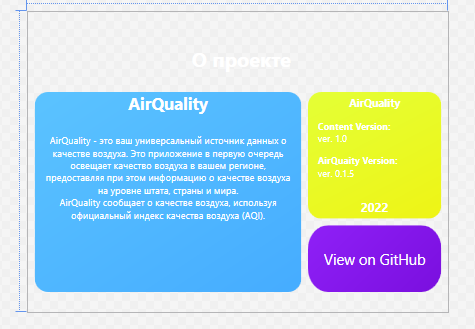 О проекте
AirQuality
AirQuality - это ваш универсальный источник данных о
качестве воздуха. Это приложение в первую очередь
освещает качество воздуха в вашем регионе,
предоставляя при этом информацию о качестве воздуха
на уровне штата, страны и мира.
AirQuality сообщает о качестве воздуха, используя
официальный индекс качества воздуха (AQI).
AirQuality
Content Version:
ver. 1.0
AirQuaity Version:
ver. 0.1.5
2022
View on GitHub